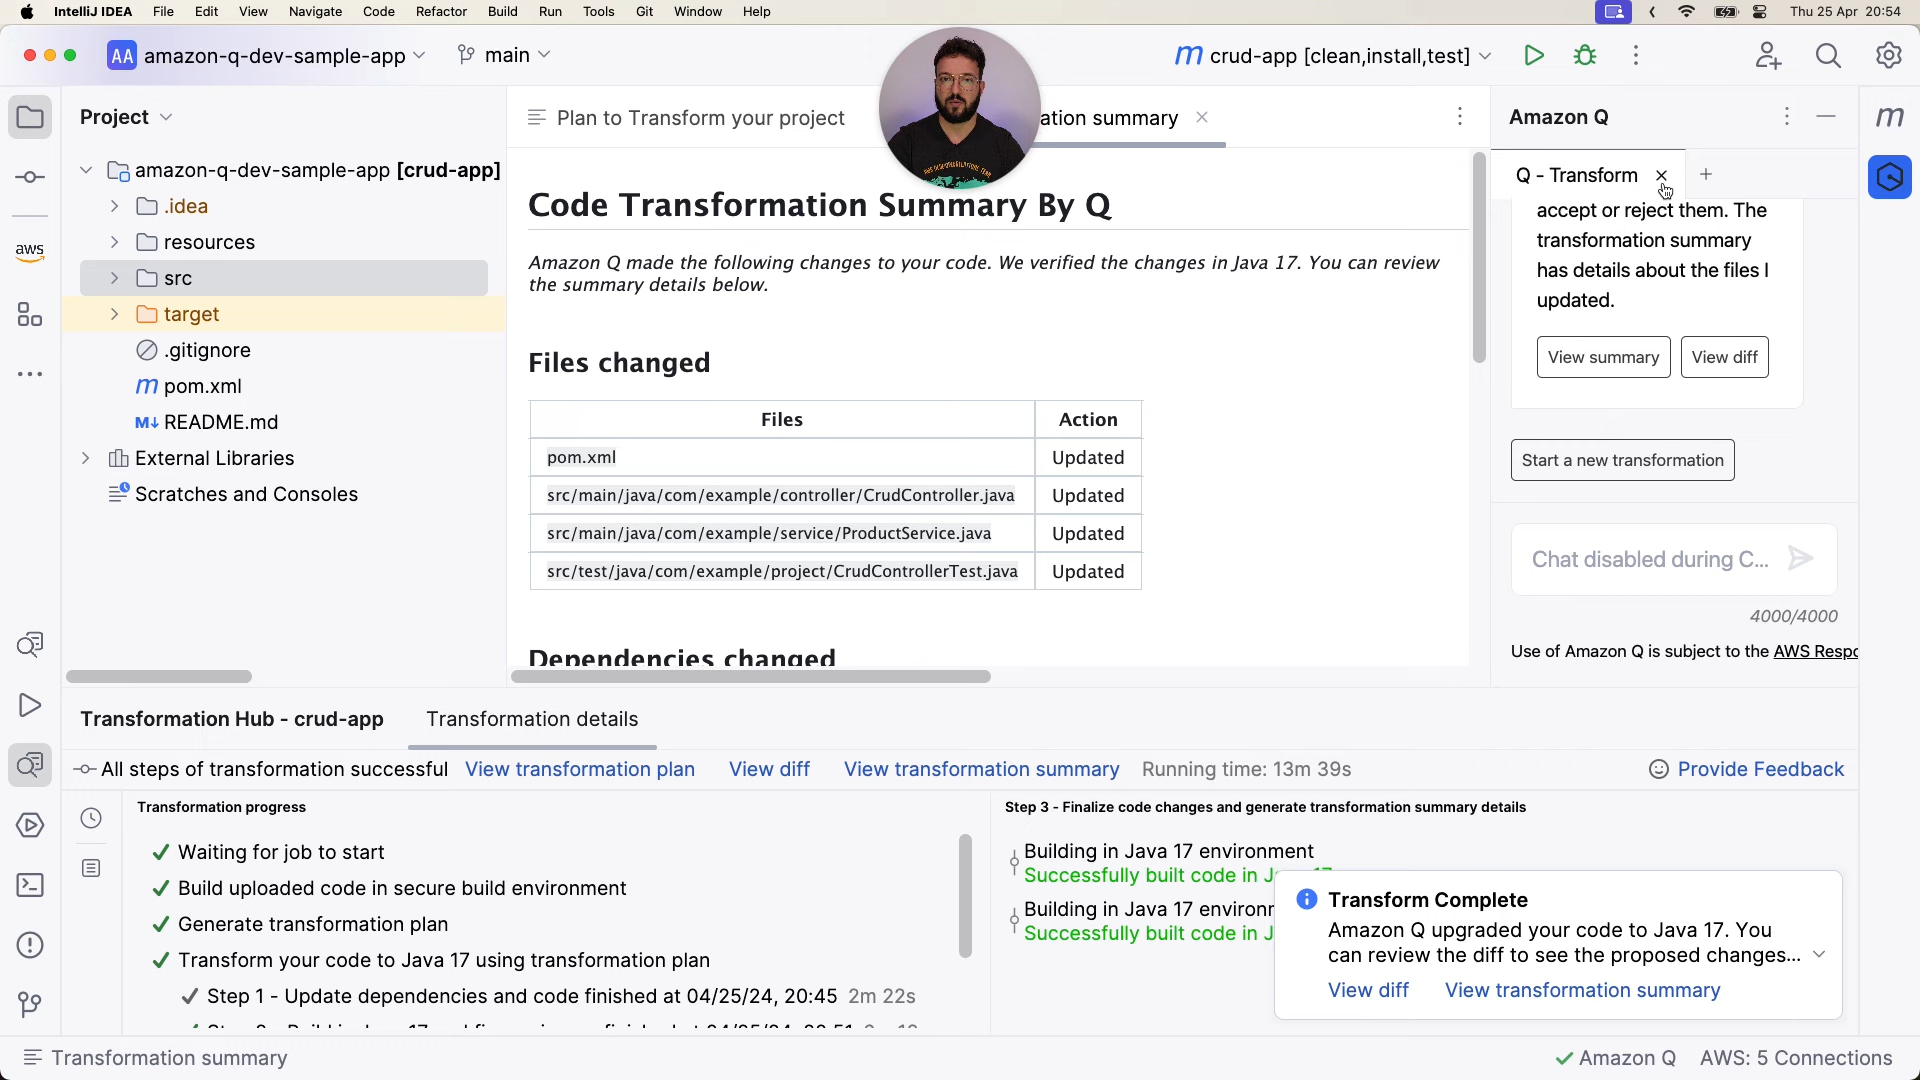 IntelliJ IDEA File Edit View Navigate Code Refactor Build Run Tools Git Window Help Thu 25 Apr 20:54
AA amazon-q-dev-sample-app main crud-app [clean,install,test]
Project
amazon-q-dev-sample-app [crud-app]
.idea
resources
src
target
.gitignore
pom.xml
README.md
External Libraries
Scratches and Consoles
aws
Plan to Transform your project
ation summary
Code Transformation Summary By Q
Amazon Q made the following changes to your code. We verified the changes in Java 17. You can review
the summary details below.
Files changed
Files Action
pom.xml Updated
src/main/java/com/example/controller/CrudController.java Updated
src/main/java/com/example/service/ProductService.java Updated
src/test/java/com/example/project/CrudControllerTest.java Updated
Dependencies changed
Amazon Q
Q - Transform
accept or reject them. The
transformation summary
has details about the files I
updated.
View summary View diff
Start a new transformation
Chat disabled during C...
4000/4000
Use of Amazon Q is subject to the AWS Respo
Transformation Hub - crud-app Transformation details
All steps of transformation successful View transformation plan View diff View transformation summary Running time: 13m 39s Provide Feedback
Transformation progress
Waiting for job to start
Build uploaded code in secure build environment
Generate transformation plan
Transform your code to Java 17 using transformation plan
Step 1 - Update dependencies and code finished at 04/25/24, 20:45 2m 22s
Step 3 - Finalize code changes and generate transformation summary details
Building in Java 17 environment
Successfully built code in J
Building in Java 17 environ
Successfully built code in J
Transform Complete
Amazon Q upgraded your code to Java 17. You
can review the diff to see the proposed changes...
View diff View transformation summary
Transformation summary
Amazon Q AWS: 5 Connections